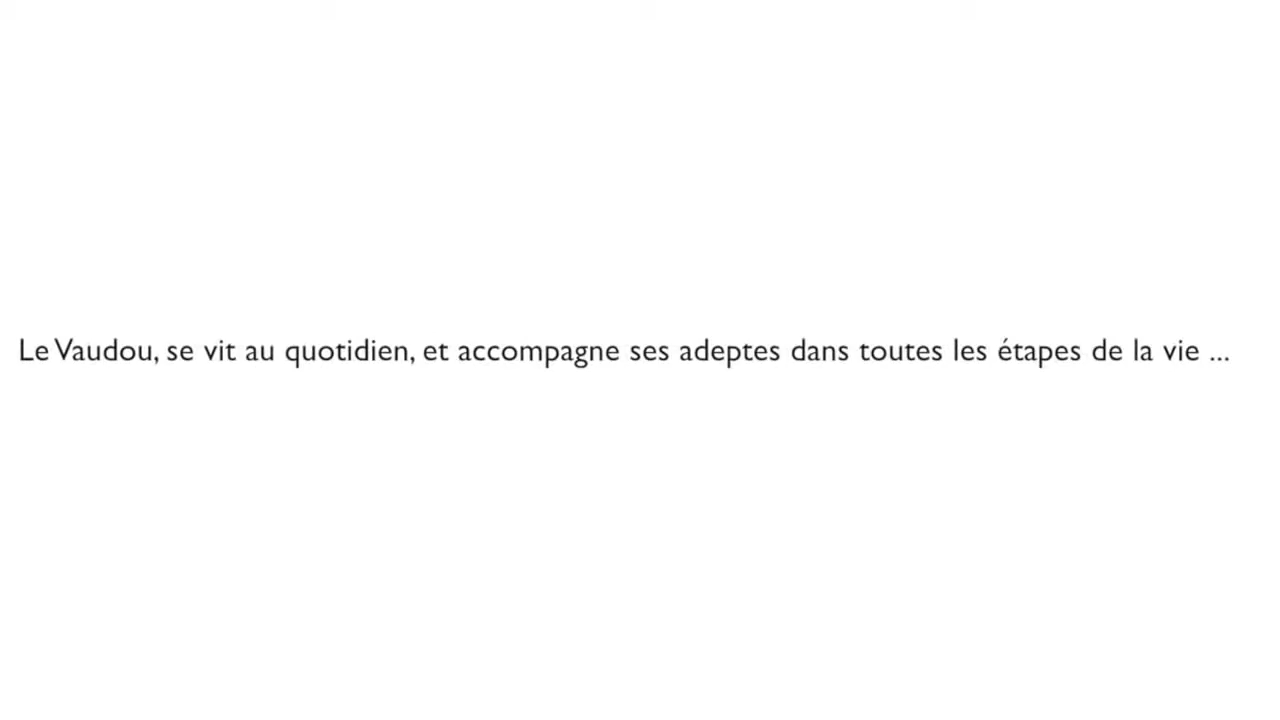 Le Vaudou, se vit au quotidien, et accompagne ses adeptes dans toutes les étapes de la vie ...